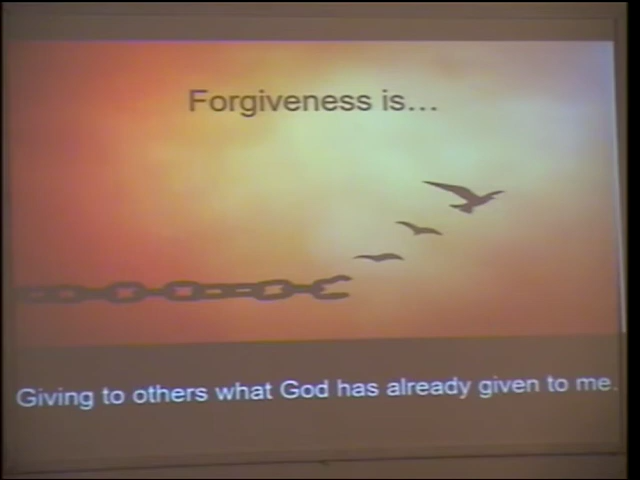 Forgiveness is...
Giving to others what God has already given to me.